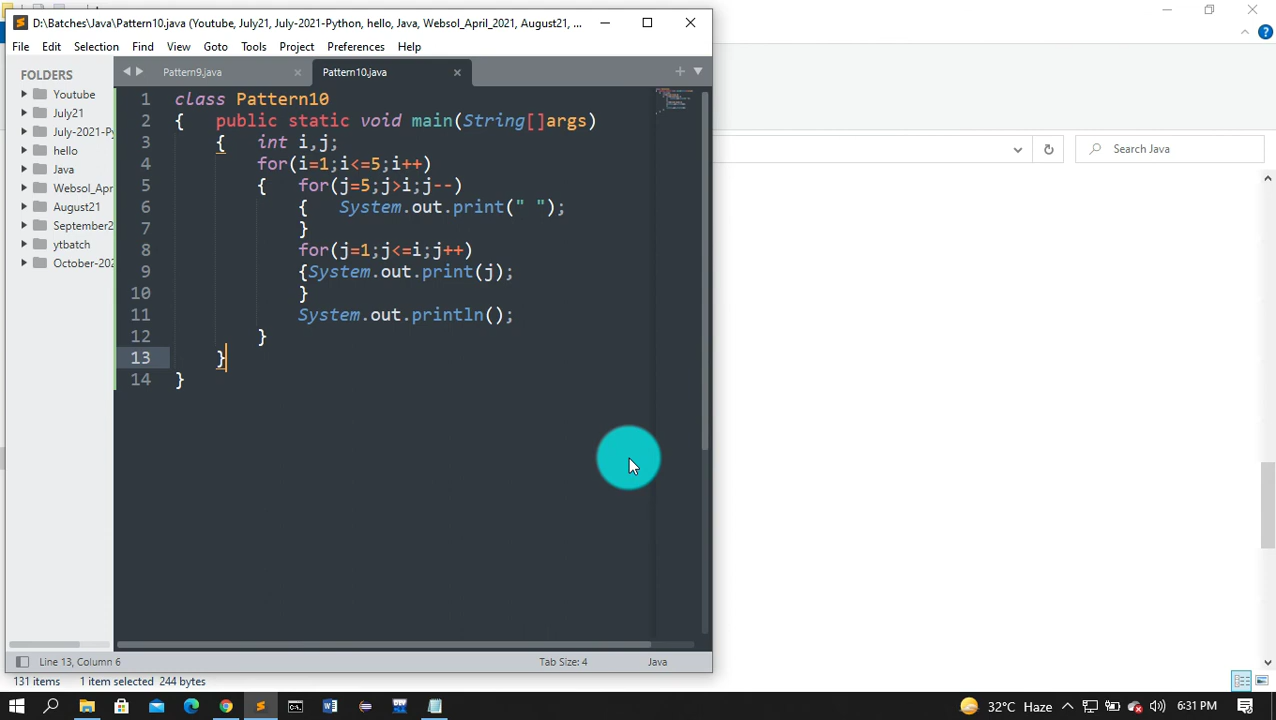 D:\Batches\Java\Pattern10.java (Youtube, July21, July-2021-Python, hello, Java, Websol_April_2021, August21, ...
File Edit Selection Find View Goto Tools Project Preferences Help
FOLDERS
Youtube
July21
July-2021-Py
hello
Java
Websol_Apr
August21
September2
ytbatch
October-202
Pattern9.java
Pattern10.java
1 class Pattern10
2 { public static void main(String[]args)
3 { int i,j;
4 for(i=1;i<=5;i++)
5 { for(j=5;j>i;j--)
6 { System.out.print(" ");
7 }
8 for(j=1;j<=i;j++)
9 {System.out.print(j);
10 }
11 System.out.println();
12 }
13 }
14 }
Line 13, Column 6
Tab Size: 4
Java
Search Java
131 items 1 item selected 244 bytes
32°C Haze
6:31 PM